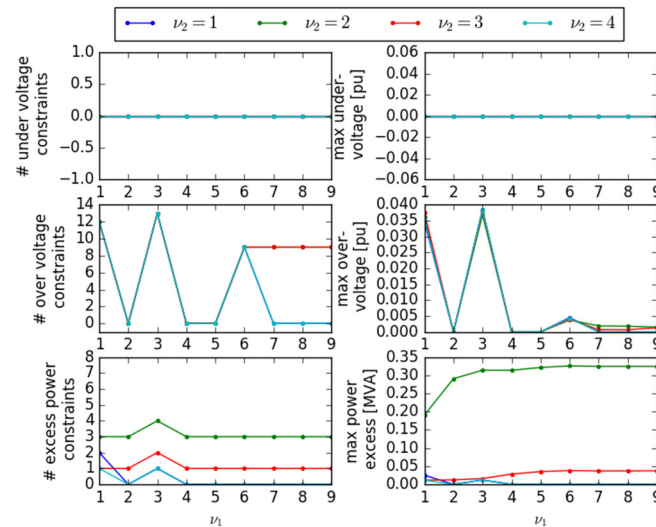 ν₂ = 1 ν₂ = 2 ν₂ = 3 ν₂ = 4
# under voltage
constraints
1.0
0.5
0.0
-0.5
-1.0
1 2 3 4 5 6 7 8 9
max under-
voltage [pu]
0.06
0.04
0.02
0.00
-0.02
-0.04
-0.06
1 2 3 4 5 6 7 8 9
# over voltage
constraints
14
12
10
8
6
4
2
0
1 2 3 4 5 6 7 8 9
max over-
voltage [pu]
0.040
0.035
0.030
0.025
0.020
0.015
0.010
0.005
0.000
1 2 3 4 5 6 7 8 9
# excess power
constraints
8
7
6
5
4
3
2
1
0
1 2 3 4 5 6 7 8 9
ν₁
max power
excess [MVA]
0.35
0.30
0.25
0.20
0.15
0.10
0.05
0.00
1 2 3 4 5 6 7 8 9
ν₁